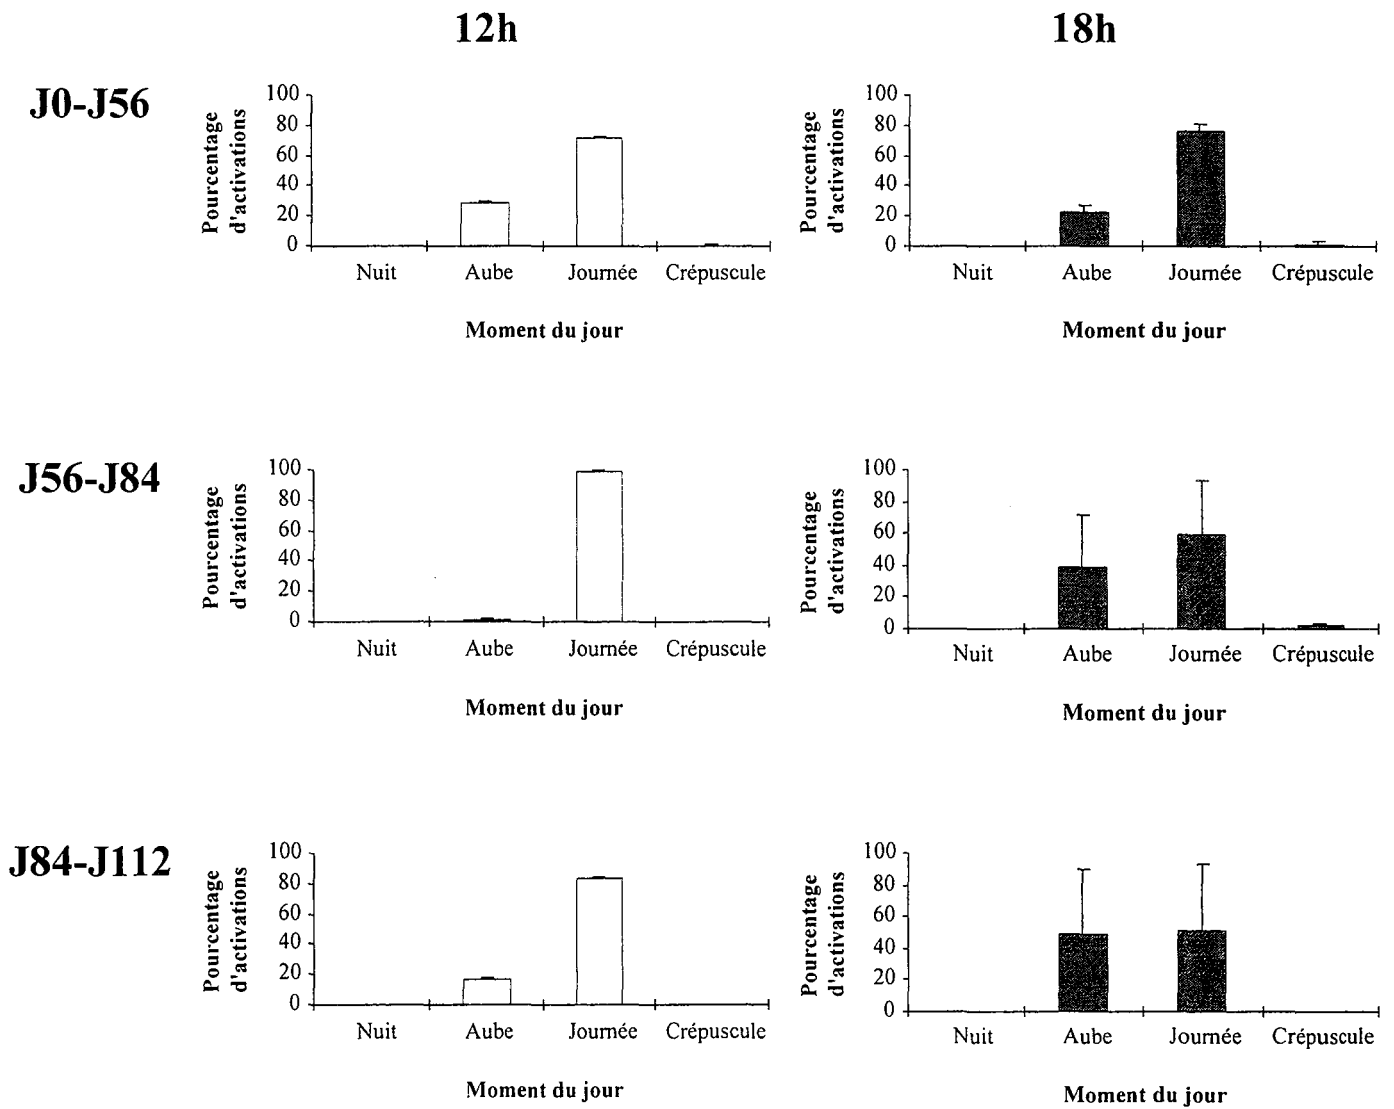 12h 18h
J0-J56
Pourcentage
d'activations
100
80
60
40
20
0
Nuit Aube Journée Crépuscule
Moment du jour
Pourcentage
d'activations
100
80
60
40
20
0
Nuit Aube Journée Crépuscule
Moment du jour
J56-J84
Pourcentage
d'activations
100
80
60
40
20
0
Nuit Aube Journée Crépuscule
Moment du jour
Pourcentage
d'activations
100
80
60
40
20
0
Nuit Aube Journée Crépuscule
Moment du jour
J84-J112
Pourcentage
d'activations
100
80
60
40
20
0
Nuit Aube Journée Crépuscule
Moment du jour
Pourcentage
d'activations
100
80
60
40
20
0
Nuit Aube Journée Crépuscule
Moment du jour